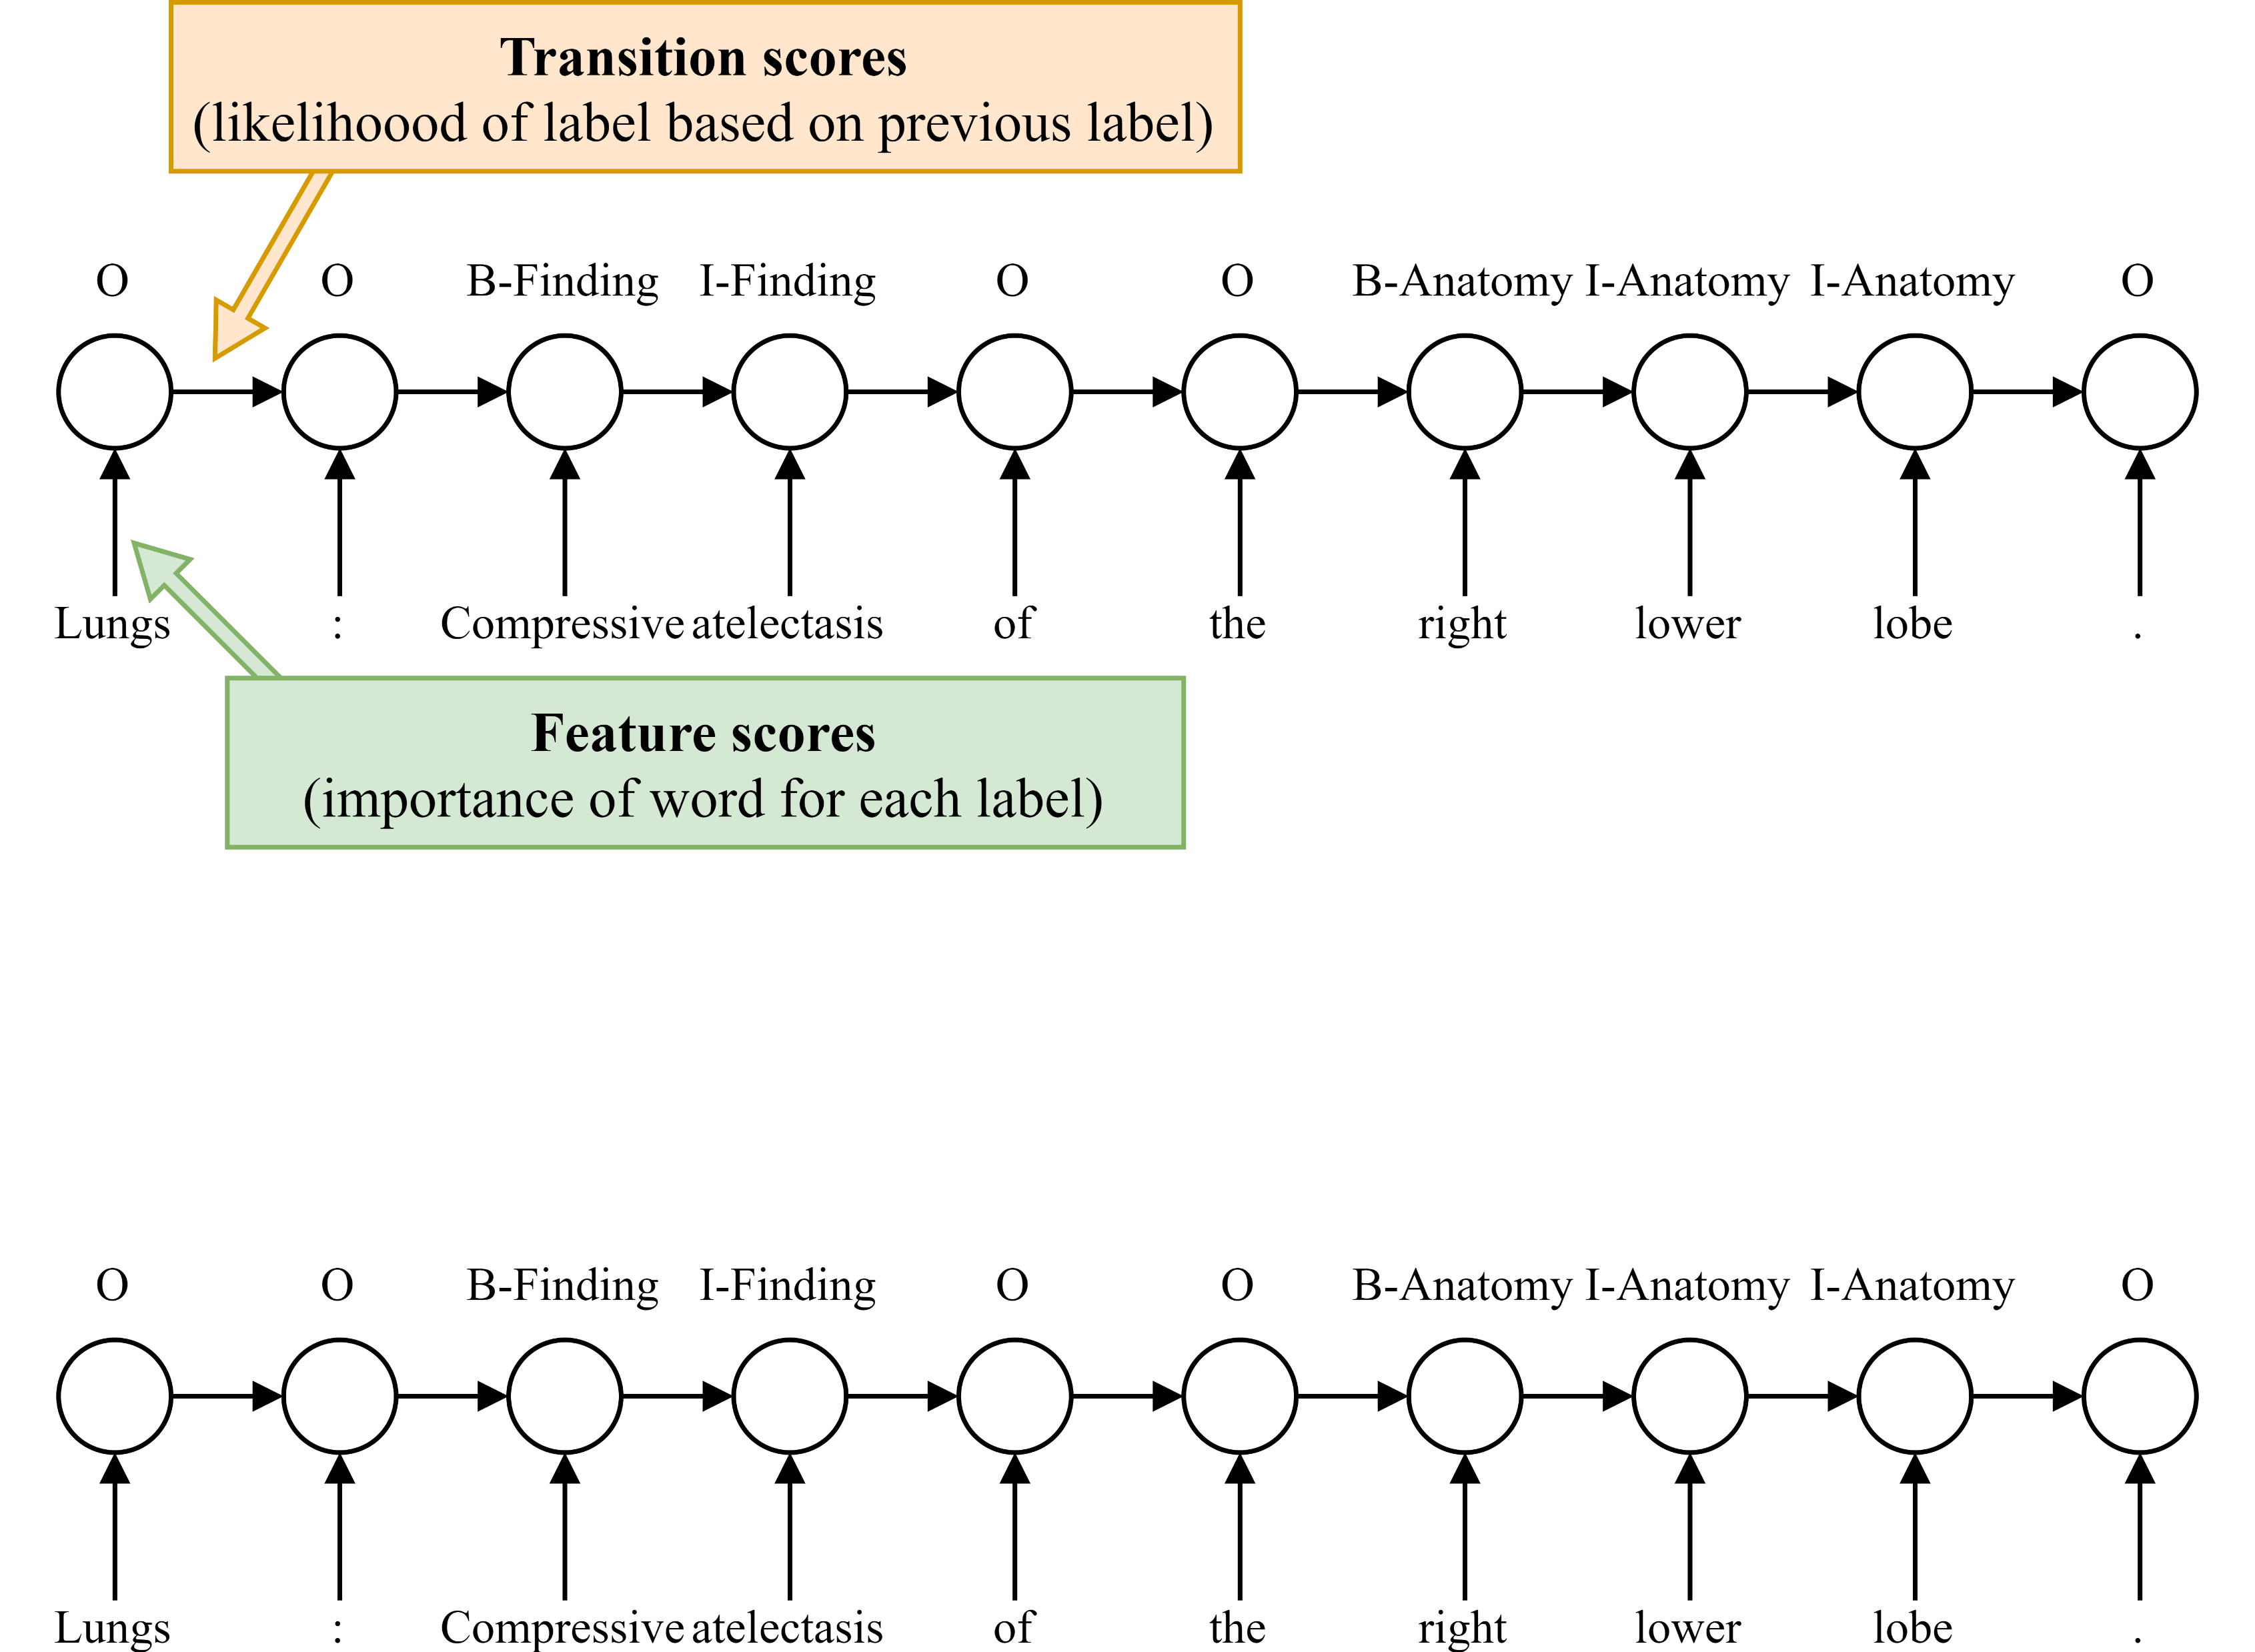 Transition scores
(likelihoood of label based on previous label)
O O B-Finding I-Finding O O B-Anatomy I-Anatomy I-Anatomy O
Lungs : Compressive atelectasis of the right lower lobe .
Feature scores
(importance of word for each label)
O O B-Finding I-Finding O O B-Anatomy I-Anatomy I-Anatomy O
Lungs : Compressive atelectasis of the right lower lobe .